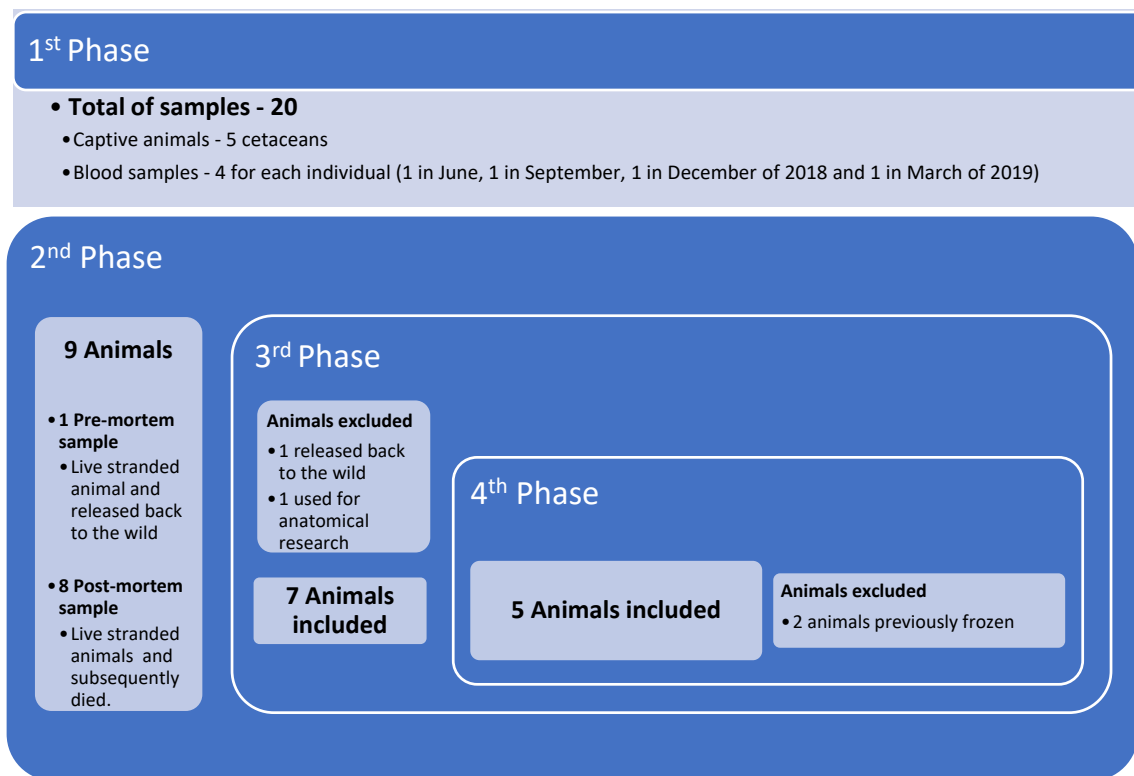 1st Phase
• Total of samples - 20
•Captive animals - 5 cetaceans
•Blood samples - 4 for each individual (1 in June, 1 in September, 1 in December of 2018 and 1 in March of 2019)
2nd Phase
9 Animals
•1 Pre-mortem
sample
•Live stranded
animal and
released back
to the wild
•8 Post-mortem
sample
•Live stranded
animals and
subsequently
died.
3rd Phase
Animals excluded
•1 released back
to the wild
•1 used for
anatomical
research
7 Animals
included
4th Phase
5 Animals included
Animals excluded
•2 animals previously frozen